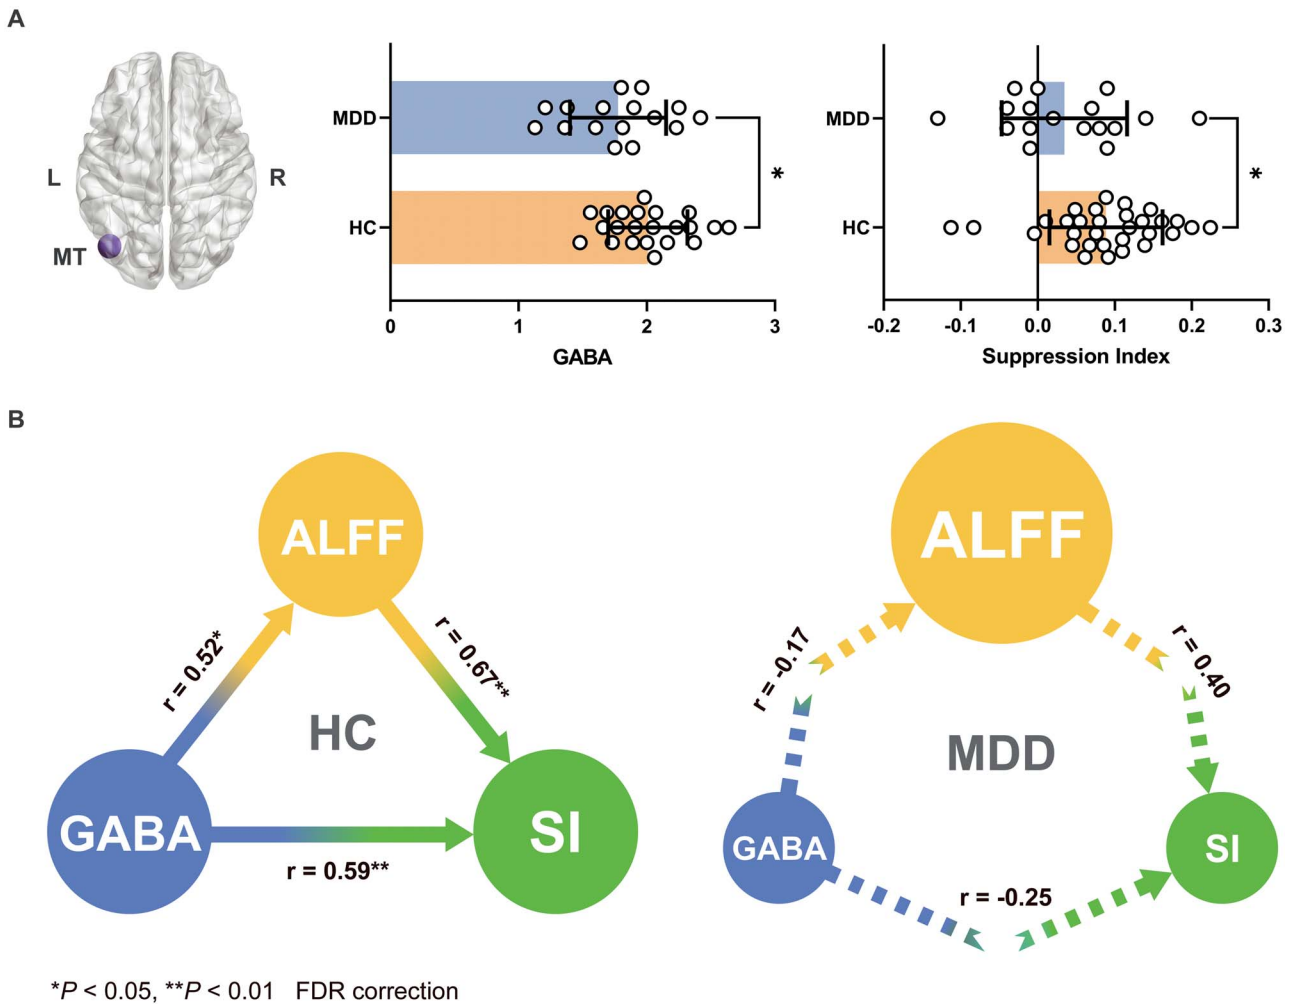 A
L
R
MT
MDD
HC
*
0 1 2 3
GABA
MDD
HC
*
-0.2 -0.1 0.0 0.1 0.2 0.3
Suppression Index
B
ALFF
r = 0.52*
r = 0.67**
HC
GABA
SI
r = 0.59**
ALFF
r = -0.17
r = 0.40
MDD
GABA
SI
r = -0.25
*P < 0.05, **P < 0.01 FDR correction